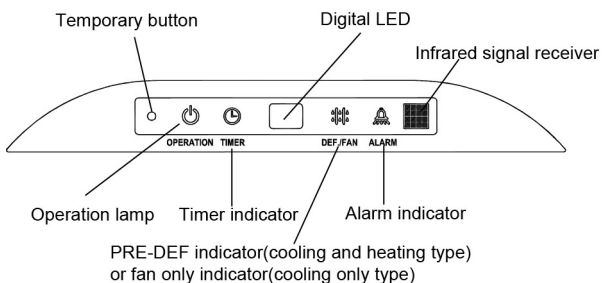 Temporary button
Digital LED
Infrared signal receiver
OPERATION TIMER DEF./FAN ALARM
Operation lamp
Timer indicator
Alarm indicator
PRE-DEF indicator(cooling and heating type)
or fan only indicator(cooling only type)